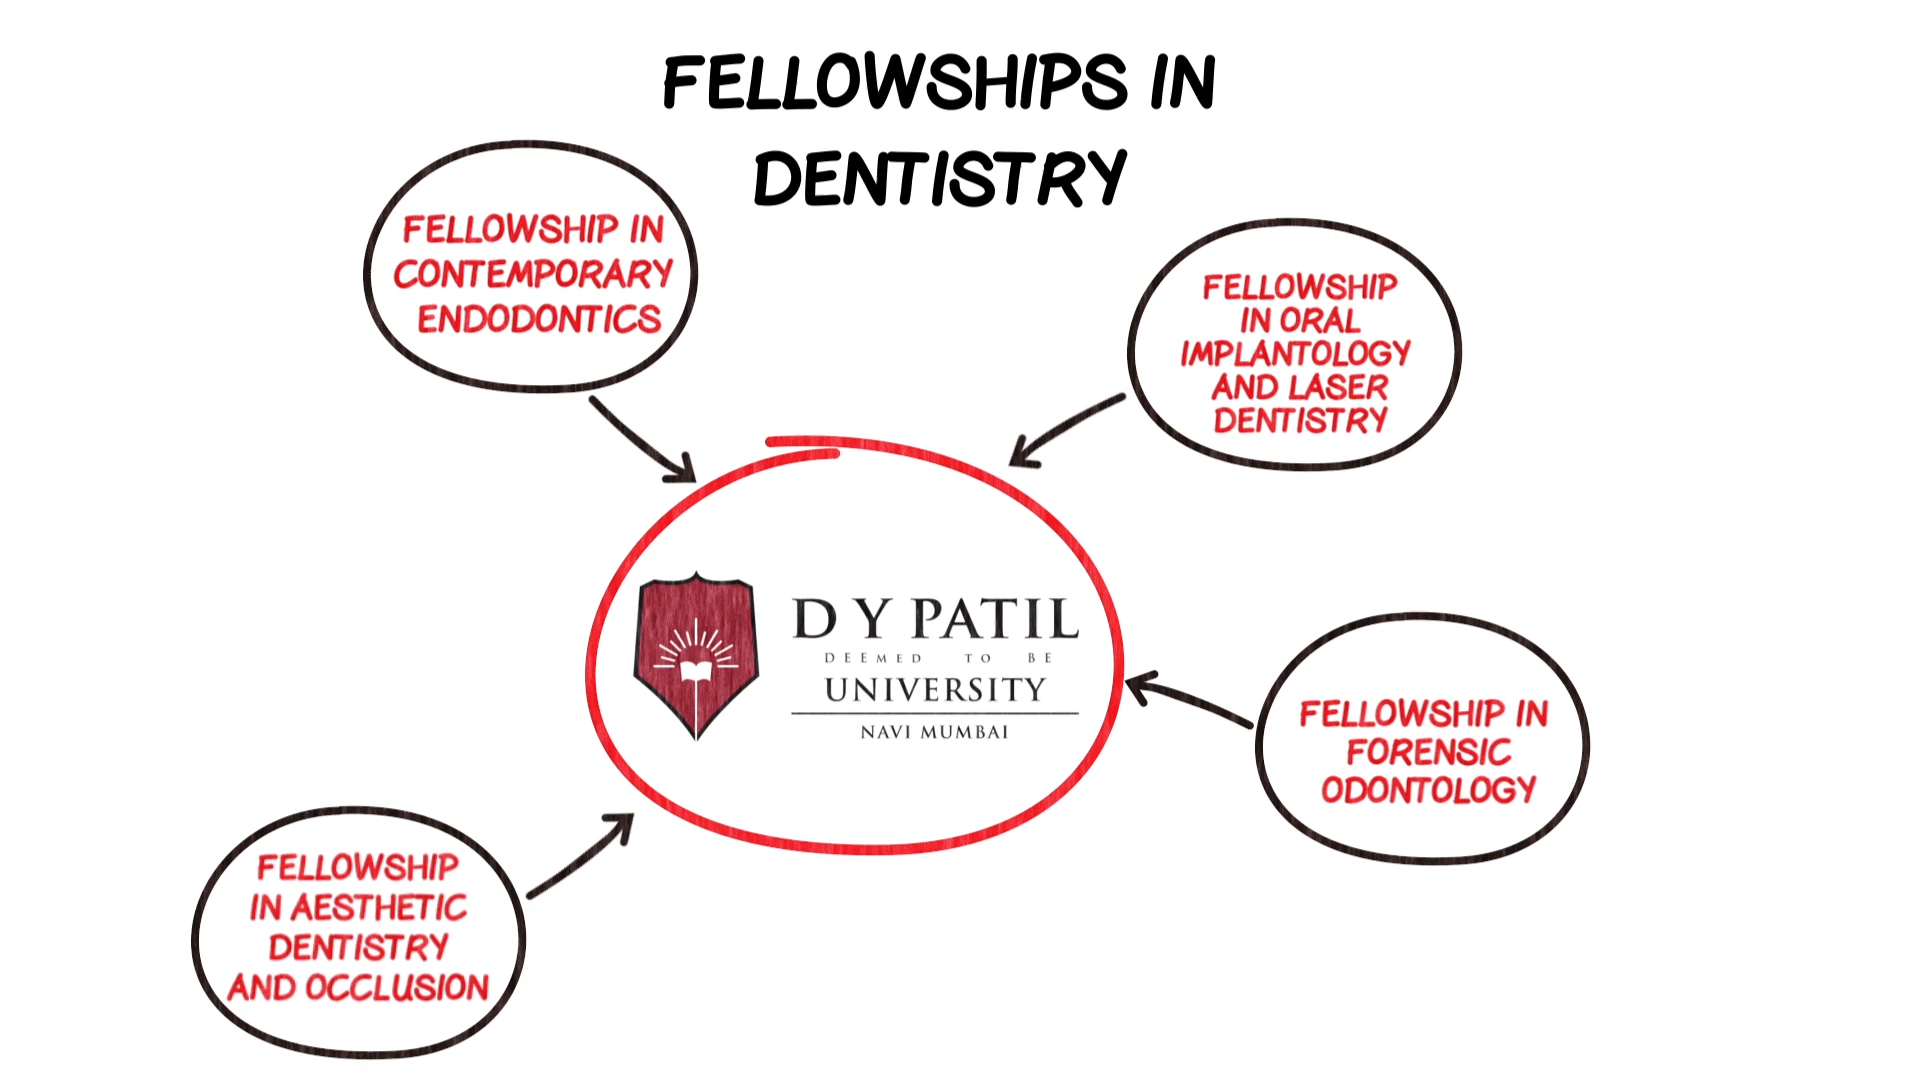 FELLOWSHIPS IN
DENTISTRY
FELLOWSHIP IN
CONTEMPORARY
ENDODONTICS
FELLOWSHIP
IN ORAL
IMPLANTOLOGY
AND LASER
DENTISTRY
D Y PATIL
DEEMED TO BE
UNIVERSITY
NAVI MUMBAI
FELLOWSHIP IN
FORENSIC
ODONTOLOGY
FELLOWSHIP
IN AESTHETIC
DENTISTRY
AND OCCLUSION